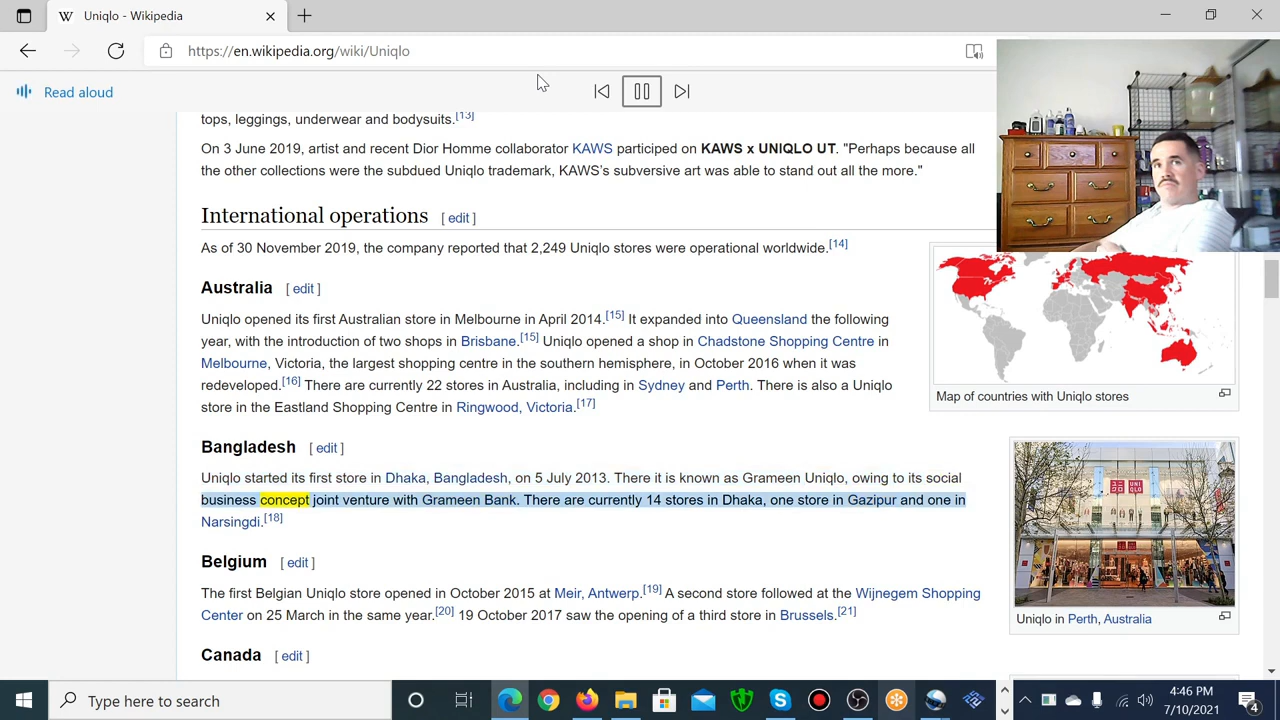 Uniqlo - Wikipedia
https://en.wikipedia.org/wiki/Uniqlo
Read aloud
tops, leggings, underwear and bodysuits.[13]
On 3 June 2019, artist and recent Dior Homme collaborator KAWS participed on KAWS x UNIQLO UT. "Perhaps because all
the other collections were the subdued Uniqlo trademark, KAWS's subversive art was able to stand out all the more."
International operations [ edit ]
As of 30 November 2019, the company reported that 2,249 Uniqlo stores were operational worldwide.[14]
Australia [ edit ]
Uniqlo opened its first Australian store in Melbourne in April 2014.[15] It expanded into Queensland the following
year, with the introduction of two shops in Brisbane.[15] Uniqlo opened a shop in Chadstone Shopping Centre in
Melbourne, Victoria, the largest shopping centre in the southern hemisphere, in October 2016 when it was
redeveloped.[16] There are currently 22 stores in Australia, including in Sydney and Perth. There is also a Uniqlo
store in the Eastland Shopping Centre in Ringwood, Victoria.[17]
Map of countries with Uniqlo stores
Bangladesh [ edit ]
Uniqlo started its first store in Dhaka, Bangladesh, on 5 July 2013. There it is known as Grameen Uniqlo, owing to its social
business concept joint venture with Grameen Bank. There are currently 14 stores in Dhaka, one store in Gazipur and one in
Narsingdi.[18]
UNI
QLO
Uniqlo in Perth, Australia
Belgium [ edit ]
The first Belgian Uniqlo store opened in October 2015 at Meir, Antwerp.[19] A second store followed at the Wijnegem Shopping
Center on 25 March in the same year.[20] 19 October 2017 saw the opening of a third store in Brussels.[21]
Canada [ edit ]
Type here to search
4:46 PM
7/10/2021
4